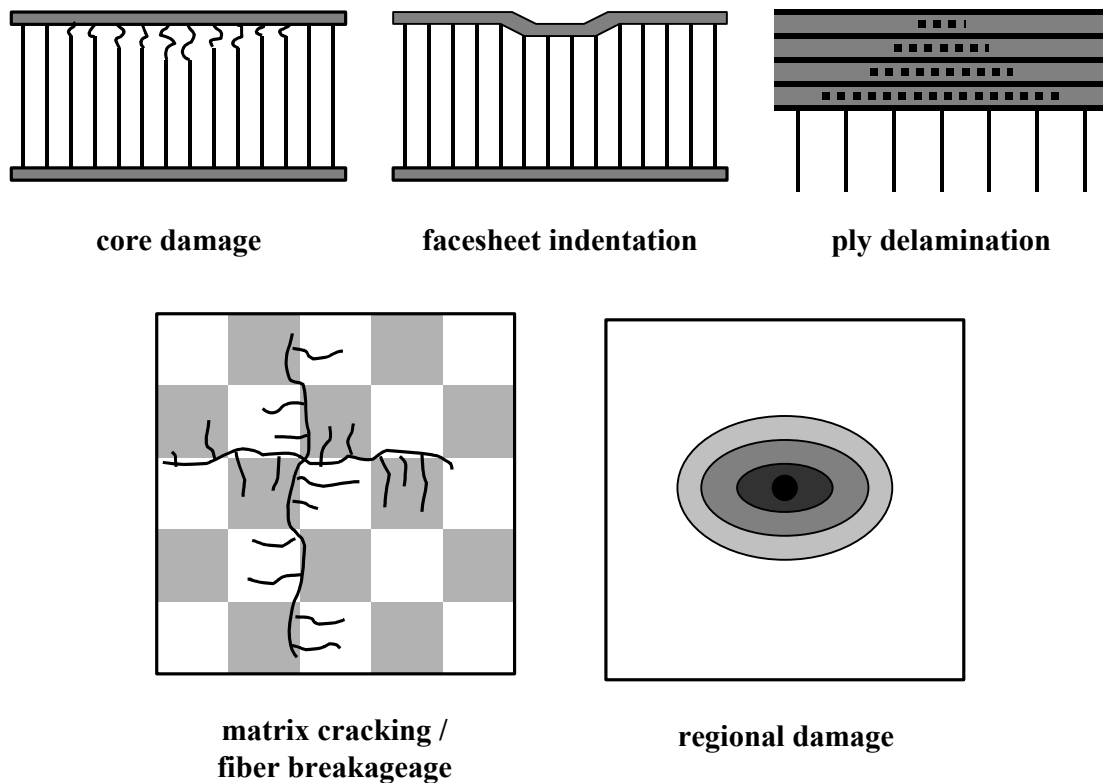 core damage
facesheet indentation
ply delamination
matrix cracking /
fiber breakageage
regional damage